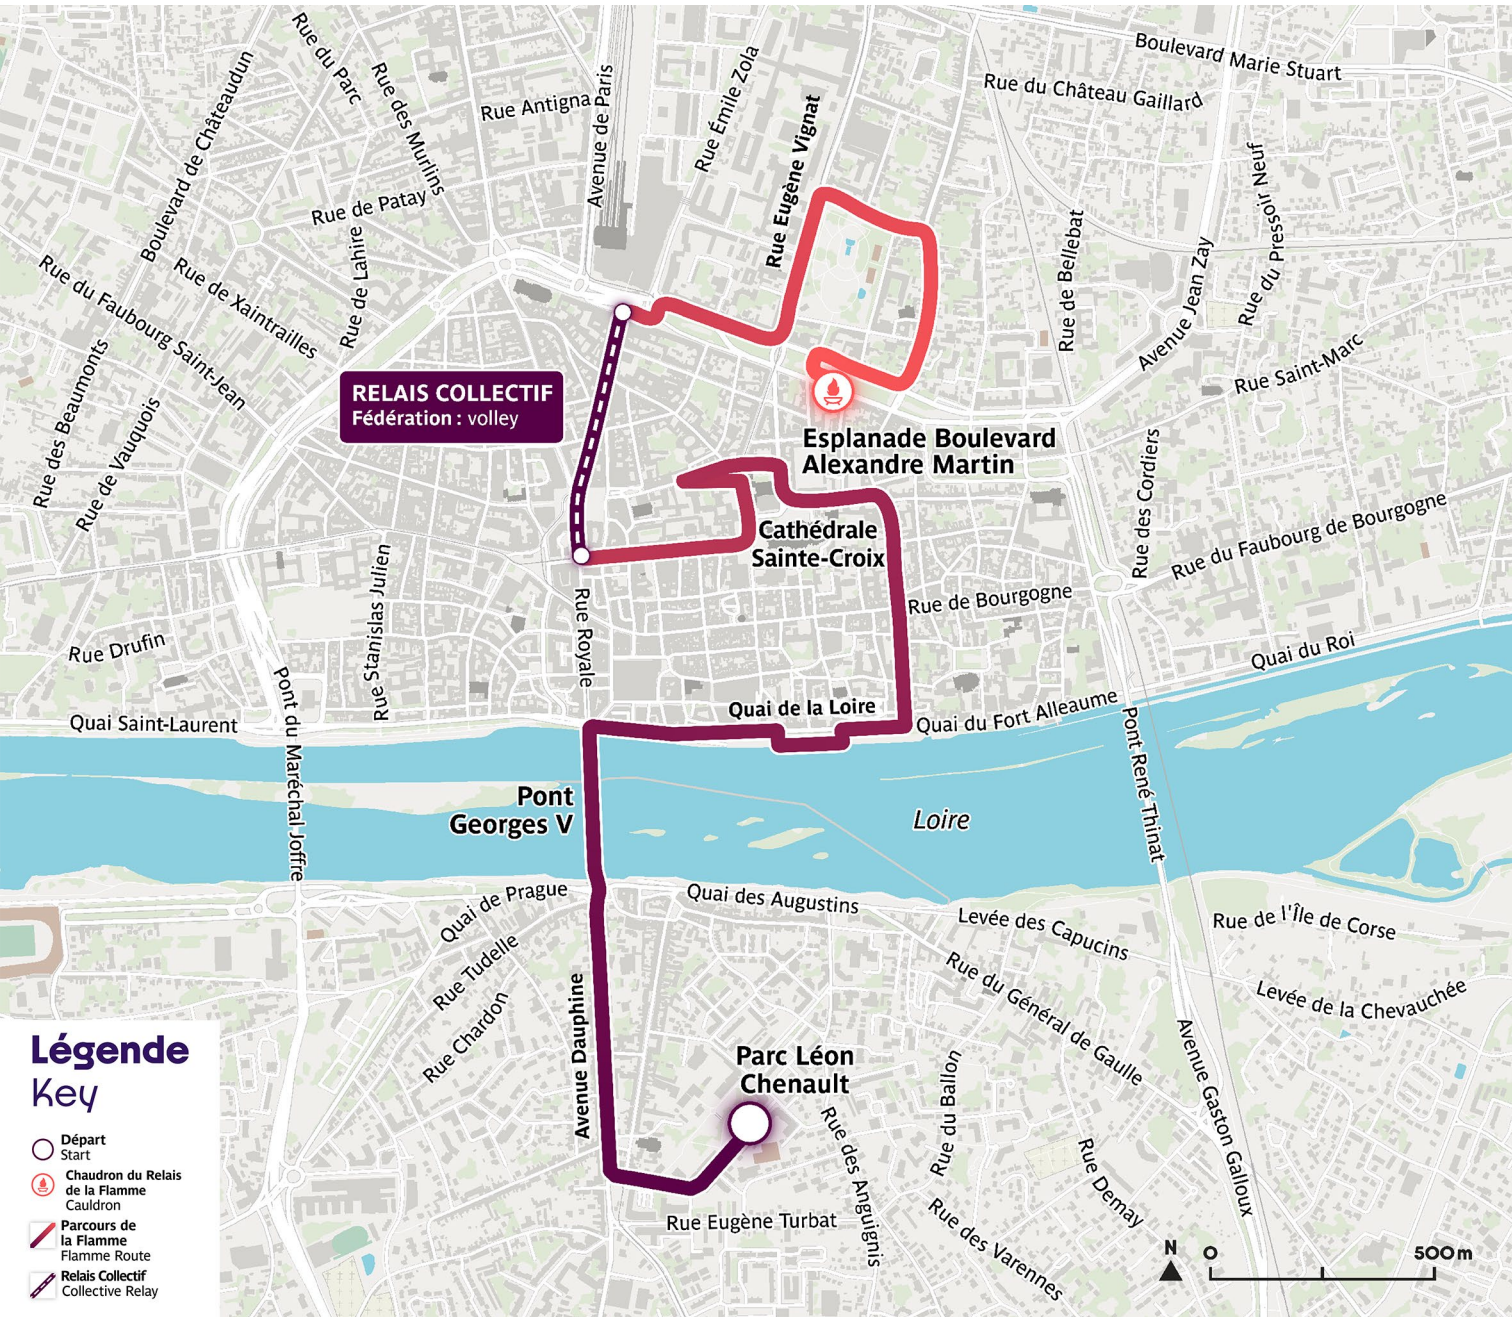 Boulevard Marie Stuart
Rue du Parc
Rue des Murlins
Rue Antigna
Avenue de Paris
Rue Émile Zola
Rue du Château Gaillard
Boulevard de Châteaudun
Rue Eugène Vignat
Rue du Pressoir Neuf
Rue de Patay
Rue de Lahire
Rue de Bellebat
Avenue Jean Zay
Rue du Faubourg Saint-Jean
Rue de Xaintrailles
Rue Saint-Marc
Rue des Beaumonts
Rue de Vauquois
RELAIS COLLECTIF
Fédération : volley
Esplanade Boulevard
Alexandre Martin
Rue des Cordiers
Rue du Faubourg de Bourgogne
Cathédrale
Sainte-Croix
Rue Stanislas Julien
Rue Royale
Rue de Bourgogne
Rue Drufin
Quai du Roi
Quai Saint-Laurent
Pont du Maréchal Joffre
Quai de la Loire
Quai du Fort Alleaume
Pont René Thinat
Pont
Georges V
Loire
Quai de Prague
Quai des Augustins
Levée des Capucins
Rue de l'Île de Corse
Rue Tudelle
Rue du Général de Gaulle
Levée de la Chevauchée
Rue Chardon
Avenue Dauphine
Avenue Gaston Galloux
Parc Léon
Chenault
Rue du Ballon
Rue des Anguignis
Rue Demay
Rue Eugène Turbat
Rue des Varennes
Légende
Key
Départ
Start
Chaudron du Relais
de la Flamme
Cauldron
Parcours de
la Flamme
Flamme Route
Relais Collectif
Collective Relay
N
0
500m